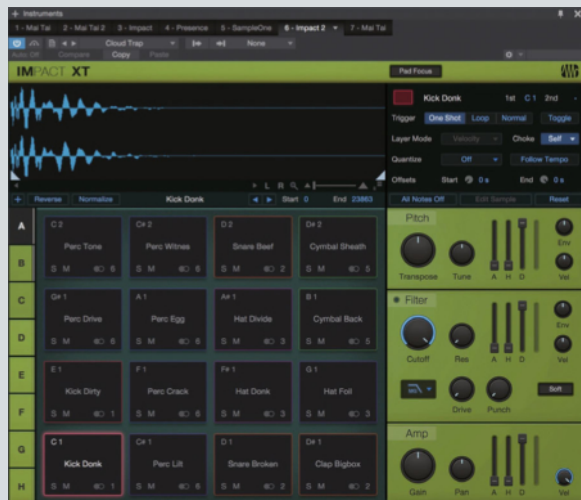 Instruments
1 - Mai Tai 2 - Mai Tai 2 3 - Impact 4 - Presence 5 - SampleOne 6 - Impact 2 7 - Mai Tai
Cloud Trap None
Auto Off Compare Copy Paste
IMPACT XT Pad Focus
Kick Donk 1st C 1 2nd -
Trigger One Shot Loop Normal Toggle
Layer Mode Velocity Choke Self
Quantize Off Follow Tempo
Offsets Start 0 s End 0 s
L R
+ Reverse Normalize Kick Donk Start 0 End 23863
All Notes Off Edit Sample Reset
A
B
C
D
E
F
G
H
C 2 C# 2 D 2 D# 2
Perc Tone Perc Witnes Snare Beef Cymbal Sheath
S M 6 S M 6 S M 2 S M 5
G# 1 A 1 A# 1 B 1
Perc Drive Perc Egg Hat Divide Cymbal Back
S M 6 S M 6 S M 3 S M 5
E 1 F 1 F# 1 G 1
Kick Dirty Perc Crack Hat Donk Hat Foil
S M 1 S M 6 S M 3 S M 3
C 1 C# 1 D 1 D# 1
Kick Donk Perc Lilt Snare Broken Clap Bigbox
S M 1 S M 6 S M 2 S M 2
Pitch
Env
Transpose Tune A H D Vel
Filter
Env
Cutoff Res A H D Vel
Soft
Drive Punch
Amp
Gain Pan A H D Vel